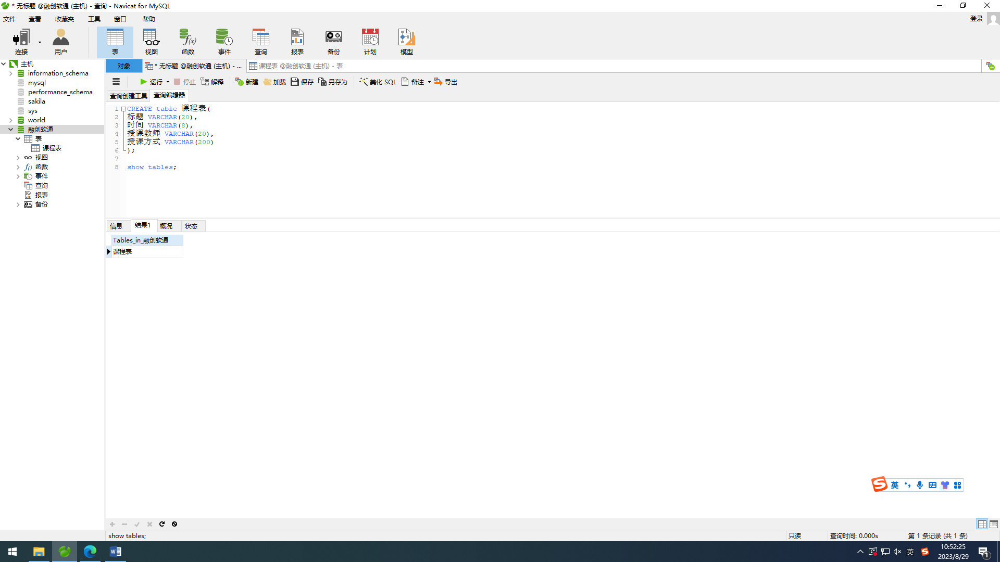 * 无标题 @融创软通 (主机) - 查询 - Navicat for MySQL
文件 查看 收藏夹 工具 窗口 帮助 登录
连接 用户 表 视图 函数 事件 查询 报表 备份 计划 模型
主机
information_schema
mysql
performance_schema
sakila
sys
world
融创软通
表
课程表
视图
函数
事件
查询
报表
备份
对象 * 无标题 @融创软通 (主机) - ... 课程表 @融创软通 (主机) - 表
运行 停止 解释 新建 加载 保存 另存为 美化 SQL 备注 导出
查询创建工具 查询编辑器
1 CREATE table 课程表(
2 标题 VARCHAR(20),
3 时间 VARCHAR(8),
4 授课教师 VARCHAR(20),
5 授课方式 VARCHAR(200)
6 );
7
8 show tables;
信息 结果1 概况 状态
Tables_in_融创软通
课程表
英
show tables; 只读 查询时间: 0.000s 第 1 条记录 (共 1 条)
英 10:52:25
2023/8/29
1